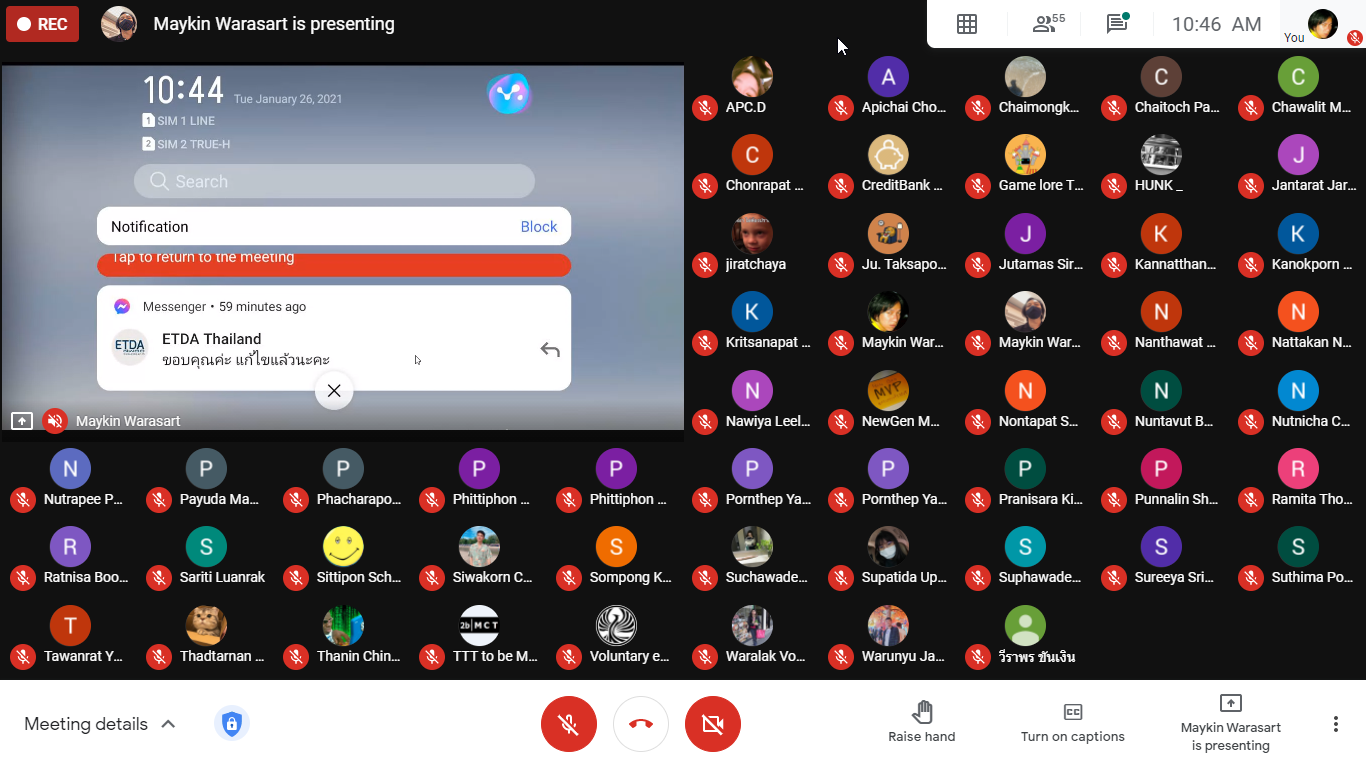 REC
Maykin Warasart is presenting
55
10:46 AM
You
10:44 Tue January 26, 2021
1 SIM 1 LINE
2 SIM 2 TRUE-H
Search
Notification
Block
Tap to return to the meeting
Messenger • 59 minutes ago
ETDA
ETDA Thailand
ขอบคุณค่ะ แก้ไขแล้วนะคะ
Maykin Warasart
A
C
C
APC.D
Apichai Cho...
Chaimongk...
Chaitoch Pa...
Chawalit M...
C
J
Chonrapat ...
CreditBank ...
Game lore T...
HUNK _
Jantarat Jar...
J
K
K
jiratchaya
Ju. Taksapo...
Jutamas Sir...
Kannatthan...
Kanokporn ...
K
N
N
Kritsanapat ...
Maykin War...
Maykin War...
Nanthawat ...
Nattakan N...
N
MYP
N
N
N
Nawiya Leel...
NewGen M...
Nontapat S...
Nuntavut B...
Nutnicha C...
N
P
P
P
P
P
P
P
P
R
Nutrapee P...
Payuda Ma...
Phacharapo...
Phittiphon ...
Phittiphon ...
Pornthep Ya...
Pornthep Ya...
Pranisara Ki...
Punnalin Sh...
Ramita Tho...
R
S
S
S
S
S
Ratnisa Boo...
Sariti Luanrak
Sittipon Sch...
Siwakorn C...
Sompong K...
Suchawade...
Supatida Up...
Suphawade...
Sureeya Sri...
Suthima Po...
T
2b|MCT
Tawanrat Y...
Thadtarnan ...
Thanin Chin...
TTT to be M...
Voluntary e...
Waralak Vo...
Warunyu Ja...
วีราพร ขันเงิน
Meeting details
Raise hand
CC
Turn on captions
Maykin Warasart
is presenting